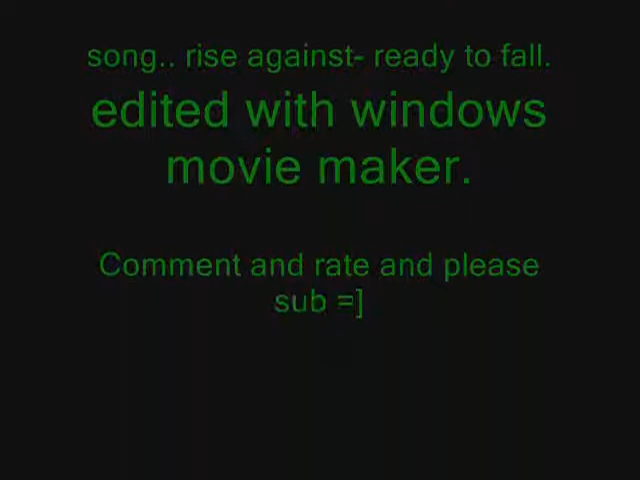 song.. rise against- ready to fall.
edited with windows
movie maker.
Comment and rate and please
sub =]